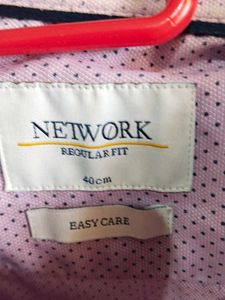 NETWORK
REGULAR FIT
40cm
EASY CARE